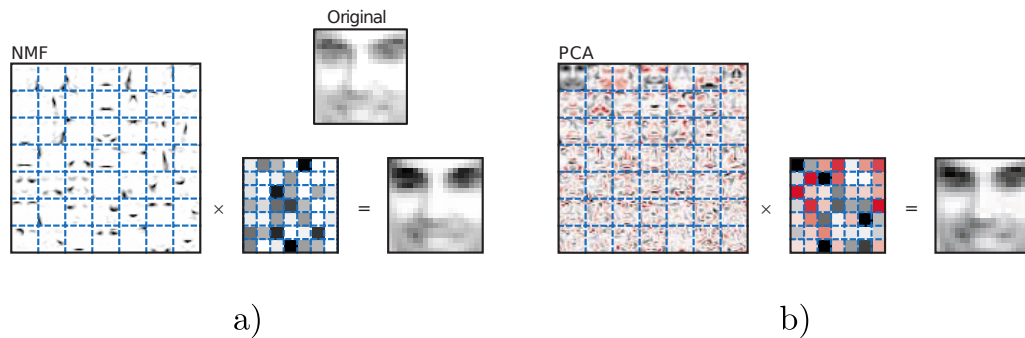 Original
NMF
×
=
a)
PCA
×
=
b)